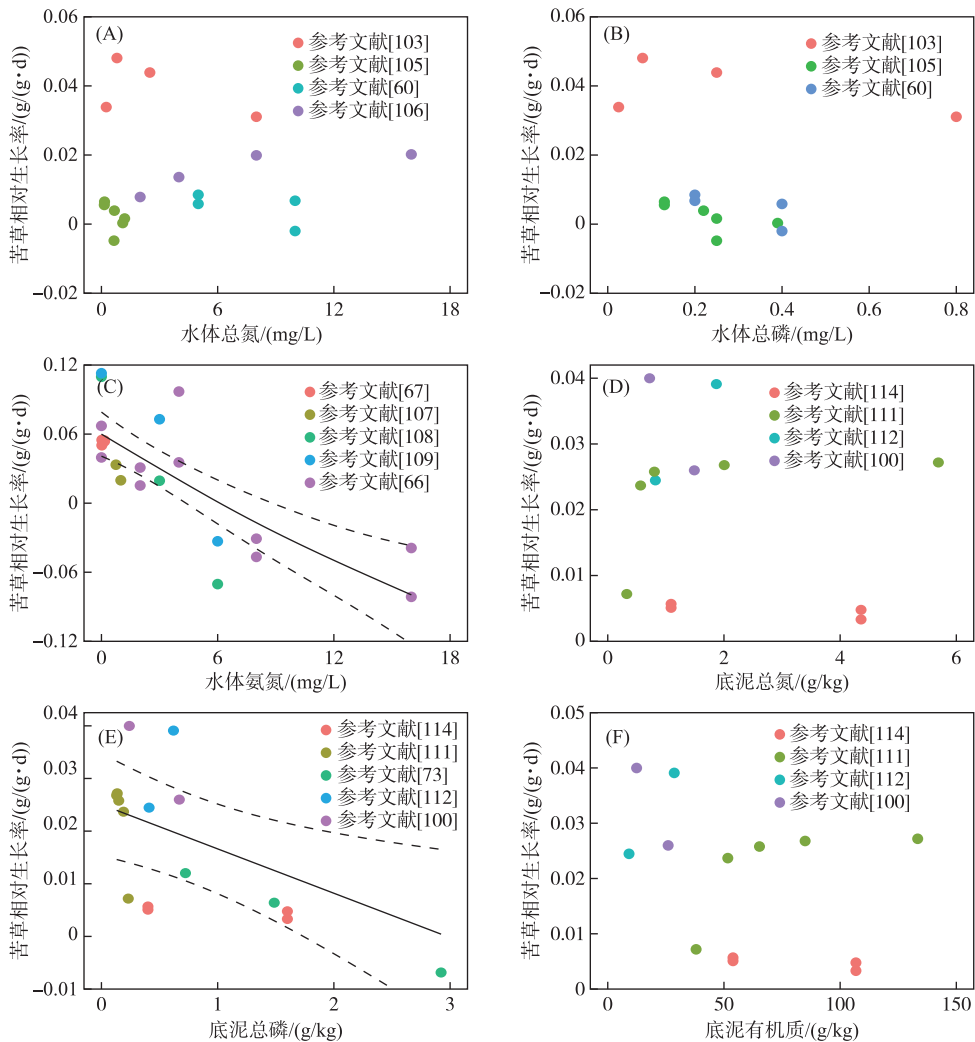 苦草相对生长率/(g/(g·d))
0.06
0.04
0.02
0
−0.02
(A)
参考文献[103]
参考文献[105]
参考文献[60]
参考文献[106]
0 6 12 18
水体总氮/(mg/L)
苦草相对生长率/(g/(g·d))
0.06
0.04
0.02
0
−0.02
(B)
参考文献[103]
参考文献[105]
参考文献[60]
0.2 0.4 0.6 0.8
水体总磷/(mg/L)
苦草相对生长率/(g/(g·d))
0.12
0.06
0
−0.06
−0.12
(C)
参考文献[67]
参考文献[107]
参考文献[108]
参考文献[109]
参考文献[66]
0 6 12 18
水体氨氮/(mg/L)
苦草相对生长率/(g/(g·d))
0.04
0.03
0.02
0.01
0
(D)
参考文献[114]
参考文献[111]
参考文献[112]
参考文献[100]
0 2 4 6
底泥总氮/(g/kg)
苦草相对生长率/(g/(g·d))
0.04
0.03
0.02
0.01
0
−0.01
(E)
参考文献[114]
参考文献[111]
参考文献[73]
参考文献[112]
参考文献[100]
0 1 2 3
底泥总磷/(g/kg)
苦草相对生长率/(g/(g·d))
0.05
0.04
0.03
0.02
0.01
0
(F)
参考文献[114]
参考文献[111]
参考文献[112]
参考文献[100]
0 50 100 150
底泥有机质/(g/kg)